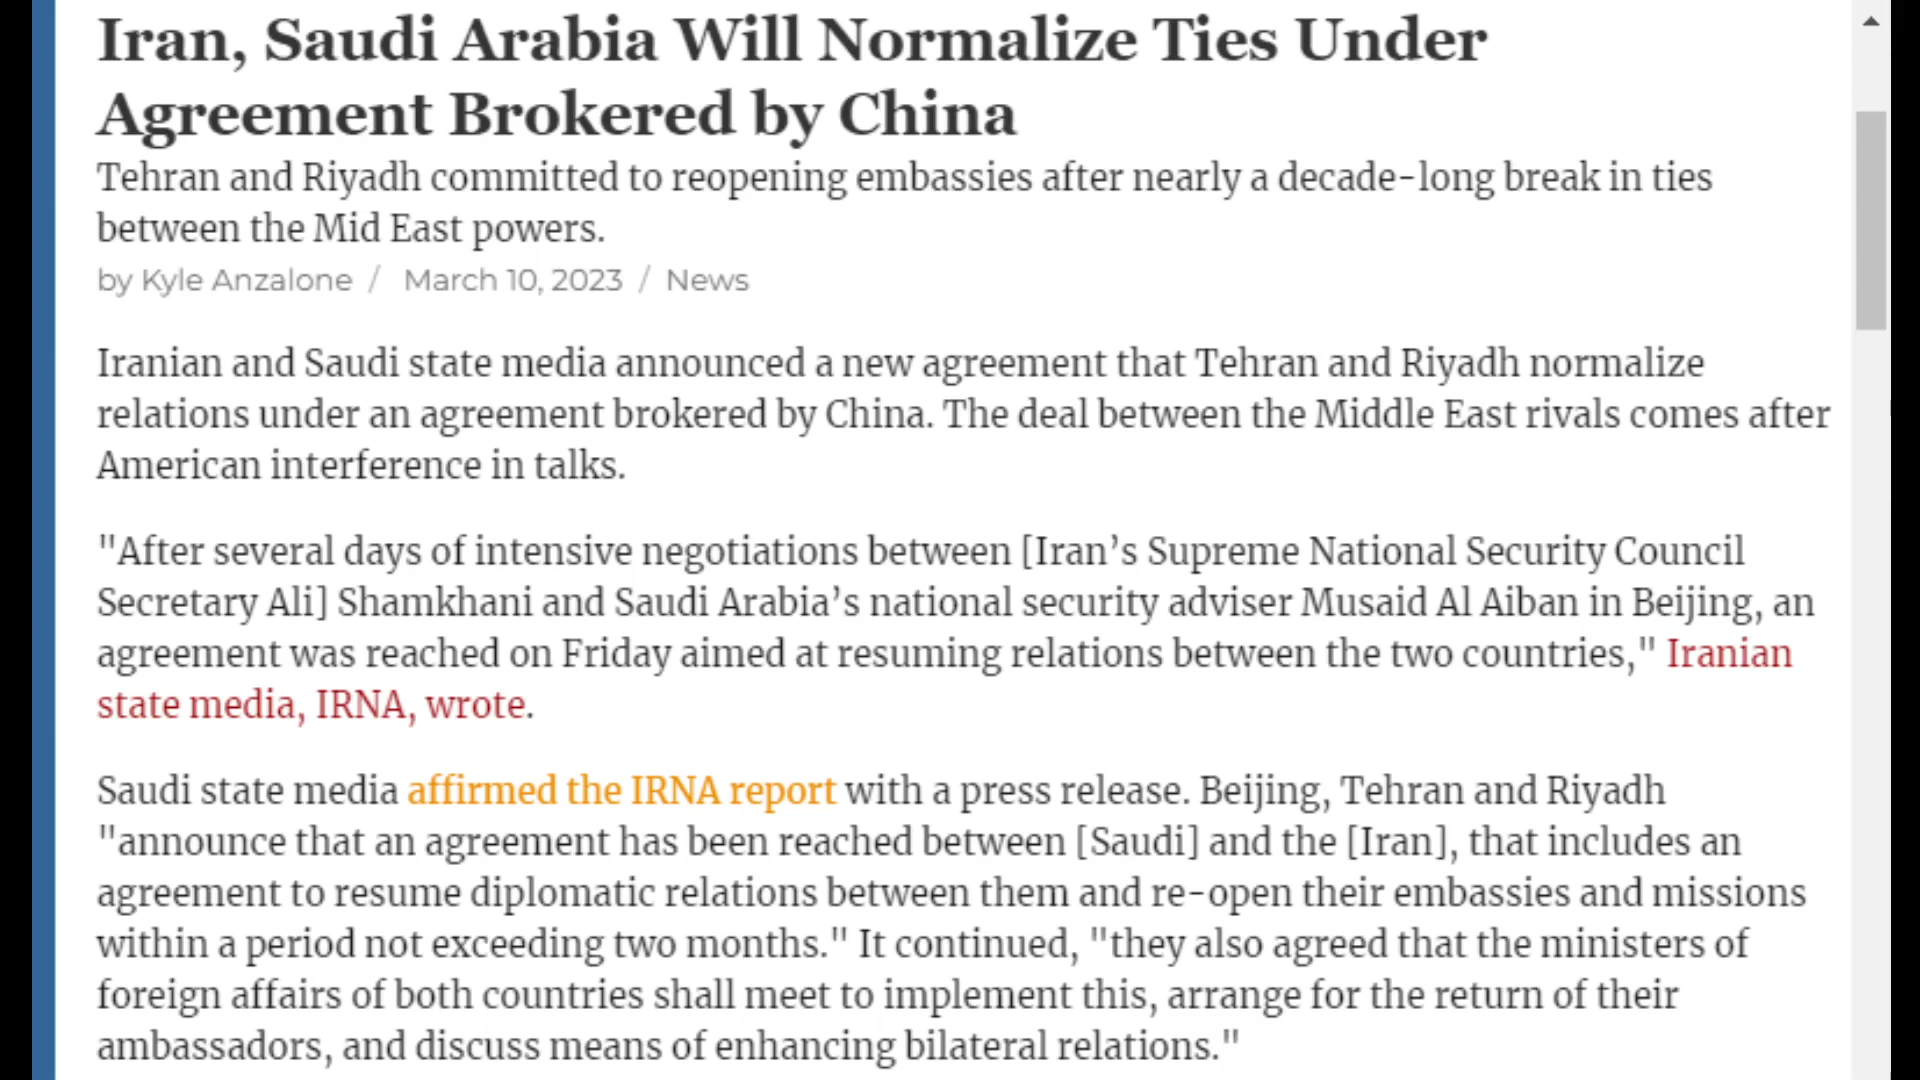 Iran, Saudi Arabia Will Normalize Ties Under
Agreement Brokered by China
Tehran and Riyadh committed to reopening embassies after nearly a decade-long break in ties
between the Mid East powers.
by Kyle Anzalone / March 10, 2023 / News
Iranian and Saudi state media announced a new agreement that Tehran and Riyadh normalize
relations under an agreement brokered by China. The deal between the Middle East rivals comes after
American interference in talks.
"After several days of intensive negotiations between [Iran’s Supreme National Security Council
Secretary Ali] Shamkhani and Saudi Arabia’s national security adviser Musaid Al Aiban in Beijing, an
agreement was reached on Friday aimed at resuming relations between the two countries," Iranian
state media, IRNA, wrote.
Saudi state media affirmed the IRNA report with a press release. Beijing, Tehran and Riyadh
"announce that an agreement has been reached between [Saudi] and the [Iran], that includes an
agreement to resume diplomatic relations between them and re-open their embassies and missions
within a period not exceeding two months." It continued, "they also agreed that the ministers of
foreign affairs of both countries shall meet to implement this, arrange for the return of their
ambassadors, and discuss means of enhancing bilateral relations."